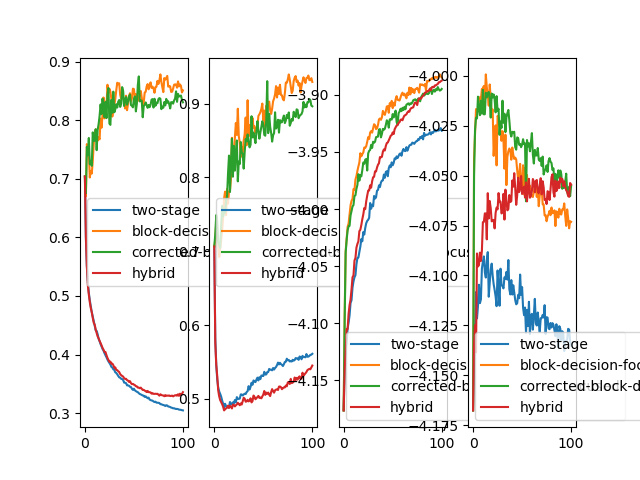 0.9
0.8
0.7
0.6
0.5
0.4
0.3
0
100
two-stage
block-decis
corrected-b
hybrid
0.9
0.8
0.6
0.5
0
100
two-stage
block-decis
corrected-b
hybrid
−3.90
−3.95
−4.05
−4.10
−4.15
0
100
two-stage
block-decis
corrected-b
hybrid
−4.000
−4.025
−4.050
−4.075
−4.100
−4.125
−4.150
−4.175
0
100
two-stage
block-decision-foc
corrected-block-d
hybrid